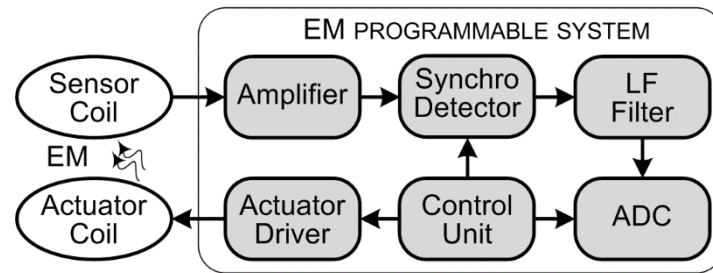 EM PROGRAMMABLE SYSTEM
Sensor
Coil
Amplifier
Synchro
Detector
LF
Filter
EM
Actuator
Coil
Actuator
Driver
Control
Unit
ADC